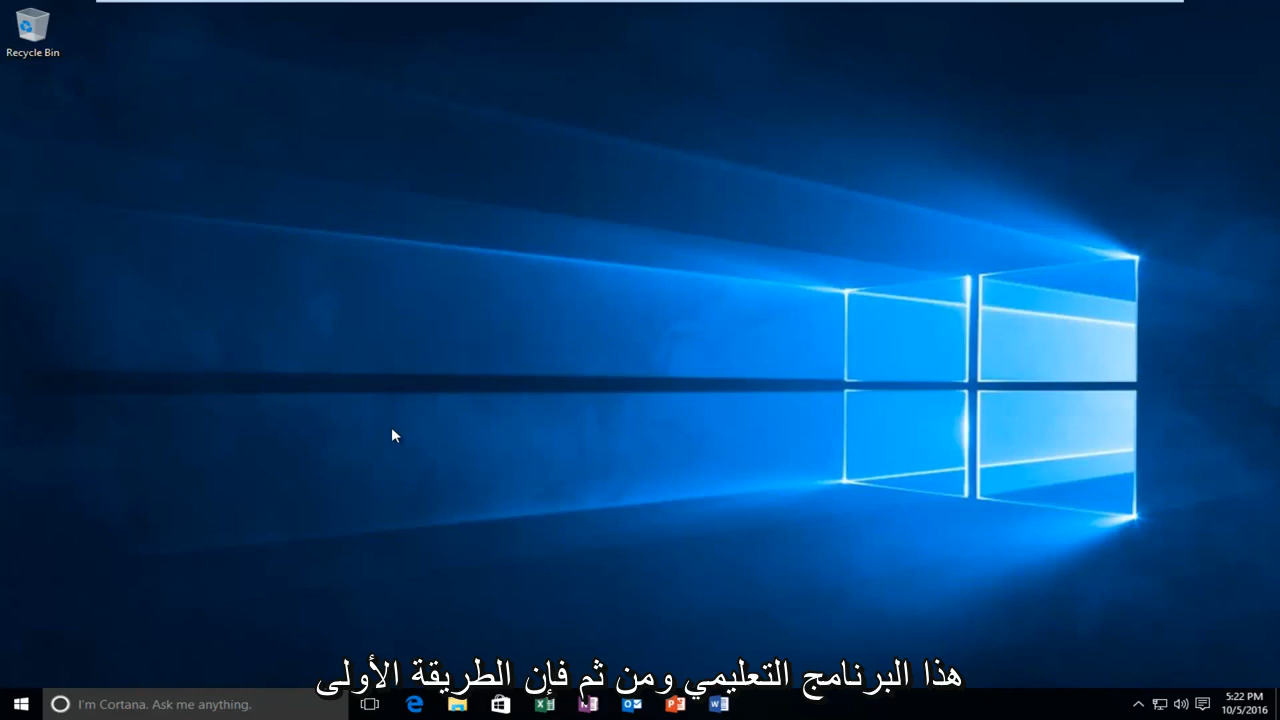 Recycle Bin
هذا البرنامج التعليمي ومن ثم فإن الطريقة الأولى
I'm Cortana. Ask me anything.
5:22 PM
10/5/2016